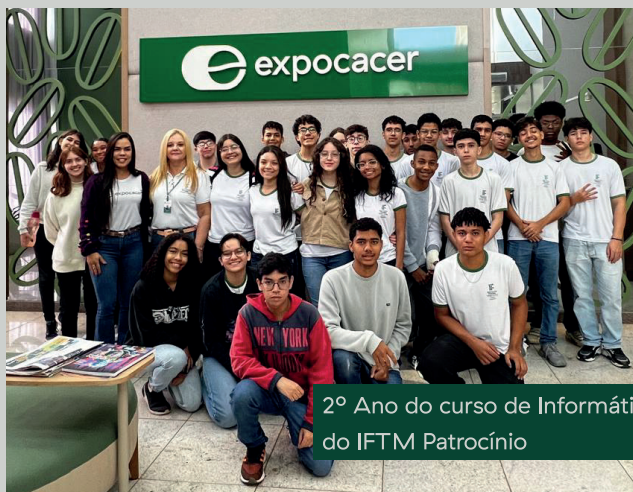 expocacer
NEW YORK
2º Ano do curso de Informáti
do IFTM Patrocínio